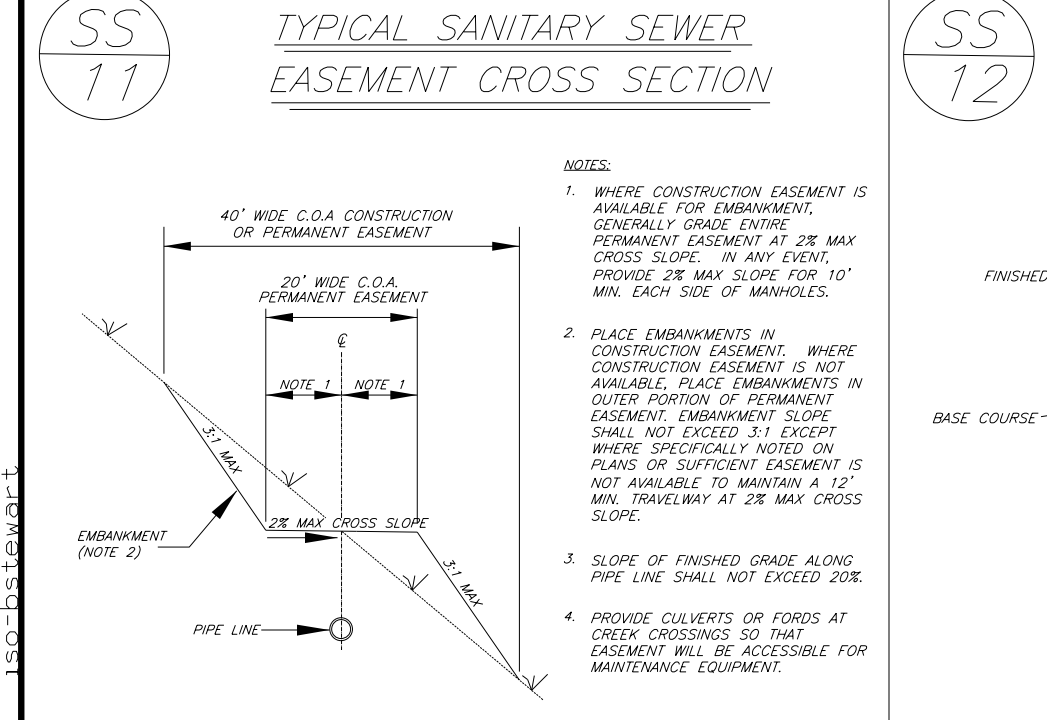 SS
11
TYPICAL SANITARY SEWER
EASEMENT CROSS SECTION
SS
12
NOTES:
1. WHERE CONSTRUCTION EASEMENT IS
AVAILABLE FOR EMBANKMENT,
GENERALLY GRADE ENTIRE
PERMANENT EASEMENT AT 2% MAX
CROSS SLOPE. IN ANY EVENT,
PROVIDE 2% MAX SLOPE FOR 10'
MIN. EACH SIDE OF MANHOLES.
2. PLACE EMBANKMENTS IN
CONSTRUCTION EASEMENT. WHERE
CONSTRUCTION EASEMENT IS NOT
AVAILABLE, PLACE EMBANKMENTS IN
OUTER PORTION OF PERMANENT
EASEMENT. EMBANKMENT SLOPE
SHALL NOT EXCEED 3:1 EXCEPT
WHERE SPECIFICALLY NOTED ON
PLANS OR SUFFICIENT EASEMENT IS
NOT AVAILABLE TO MAINTAIN A 12'
MIN. TRAVELWAY AT 2% MAX CROSS
SLOPE.
3. SLOPE OF FINISHED GRADE ALONG
PIPE LINE SHALL NOT EXCEED 20%.
4. PROVIDE CULVERTS OR FORDS AT
CREEK CROSSINGS SO THAT
EASEMENT WILL BE ACCESSIBLE FOR
MAINTENANCE EQUIPMENT.
40' WIDE C.O.A CONSTRUCTION
OR PERMANENT EASEMENT
20' WIDE C.O.A.
PERMANENT EASEMENT
℄
NOTE 1
NOTE 1
3:1 MAX
2% MAX CROSS SLOPE
EMBANKMENT
(NOTE 2)
3:1 MAX
PIPE LINE
FINISHED
BASE COURSE
iso-bstewart